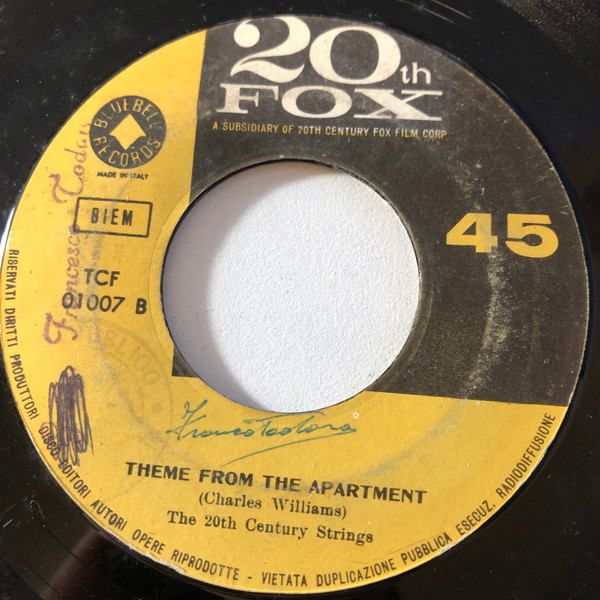 20th
FOX
A SUBSIDIARY OF 20TH CENTURY FOX FILM CORP
BLUEBELL
RECORDS
MADE IN ITALY
BIEM
45
TCF
01007 B
Francesco
THEME FROM THE APARTMENT
(Charles Williams)
The 20th Century Strings
RISERVATI DIRITTI PRODUTTORI DISCO EDITORI AUTORI OPERE RIPRODOTTE - VIETATA DUPLICAZIONE PUBBLICA ESECUZ. RADIODIFFUSIONE